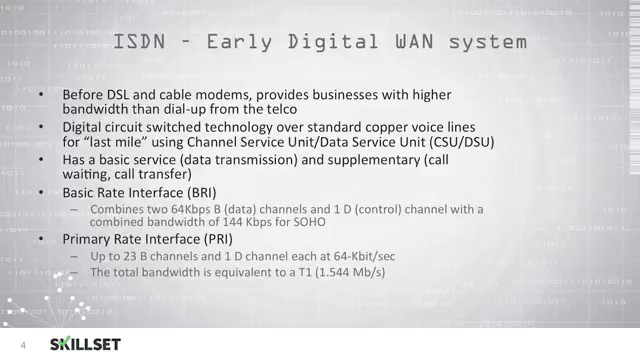 ISDN - Early Digital WAN system
• Before DSL and cable modems, provides businesses with higher
bandwidth than dial-up from the telco
• Digital circuit switched technology over standard copper voice lines
for “last mile” using Channel Service Unit/Data Service Unit (CSU/DSU)
• Has a basic service (data transmission) and supplementary (call
waiting, call transfer)
• Basic Rate Interface (BRI)
– Combines two 64Kbps B (data) channels and 1 D (control) channel with a
combined bandwidth of 144 Kbps for SOHO
• Primary Rate Interface (PRI)
– Up to 23 B channels and 1 D channel each at 64-Kbit/sec
– The total bandwidth is equivalent to a T1 (1.544 Mb/s)
4 SKILLSET